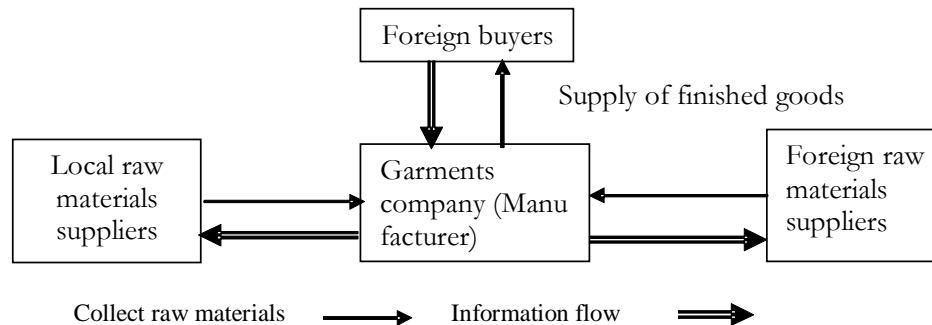 Foreign buyers
Supply of finished goods
Local raw
materials
suppliers
Garments
company (Manu
facturer)
Foreign raw
materials
suppliers
Collect raw materials
Information flow